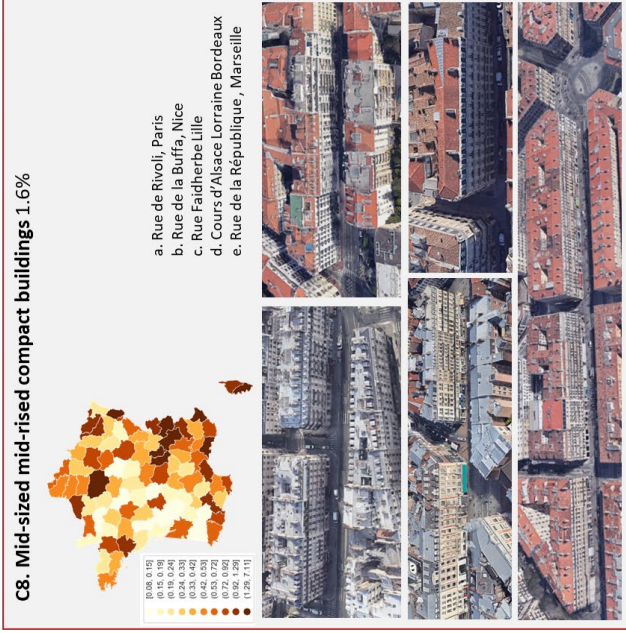 C8. Mid-sized mid-rised compact buildings 1.6%
[0.08, 0.15]
(0.15, 0.19]
(0.19, 0.24]
(0.24, 0.33]
(0.33, 0.42]
(0.42, 0.53]
(0.53, 0.72]
(0.72, 0.92]
(0.92, 1.29]
(1.29, 7.11]
a. Rue de Rivoli, Paris
b. Rue de la Buffa, Nice
c. Rue Faidherbe Lille
d. Cours d'Alsace Lorraine Bordeaux
e. Rue de la République , Marseille